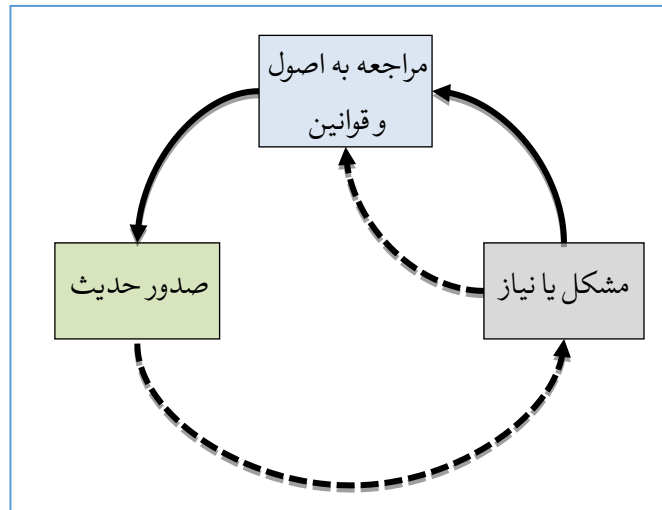 مراجعه به اصول
و قوانین
صدور حدیث
مشکل یا نیاز